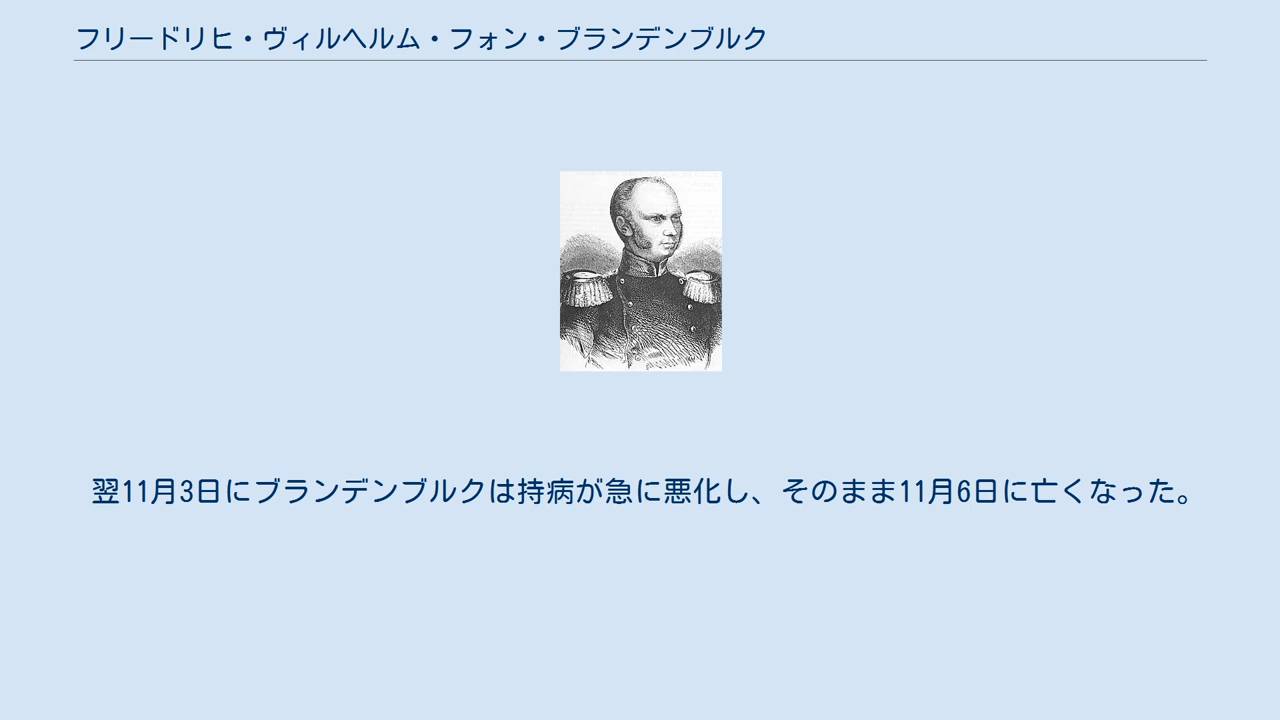 フリードリヒ・ヴィルヘルム・フォン・ブランデンブルク
翌11月3日にブランデンブルクは持病が急に悪化し、そのまま11月6日に亡くなった。